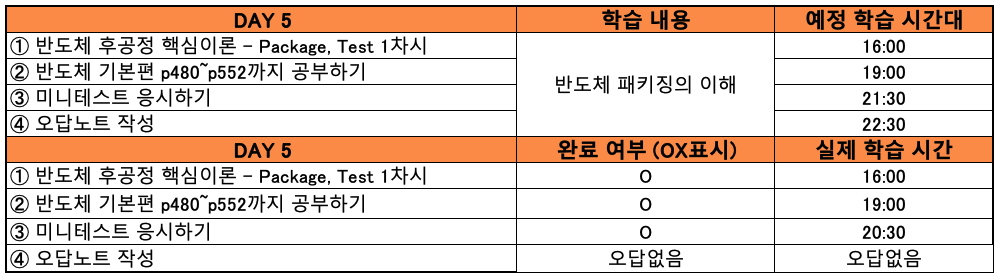 DAY 5 학습 내용 예정 학습 시간대
① 반도체 후공정 핵심이론 - Package, Test 1차시 16:00
② 반도체 기본편 p480~p552까지 공부하기 19:00
반도체 패키징의 이해
③ 미니테스트 응시하기 21:30
④ 오답노트 작성 22:30
DAY 5 완료 여부 (OX표시) 실제 학습 시간
① 반도체 후공정 핵심이론 - Package, Test 1차시 O 16:00
② 반도체 기본편 p480~p552까지 공부하기 O 19:00
③ 미니테스트 응시하기 O 20:30
④ 오답노트 작성 오답없음 오답없음